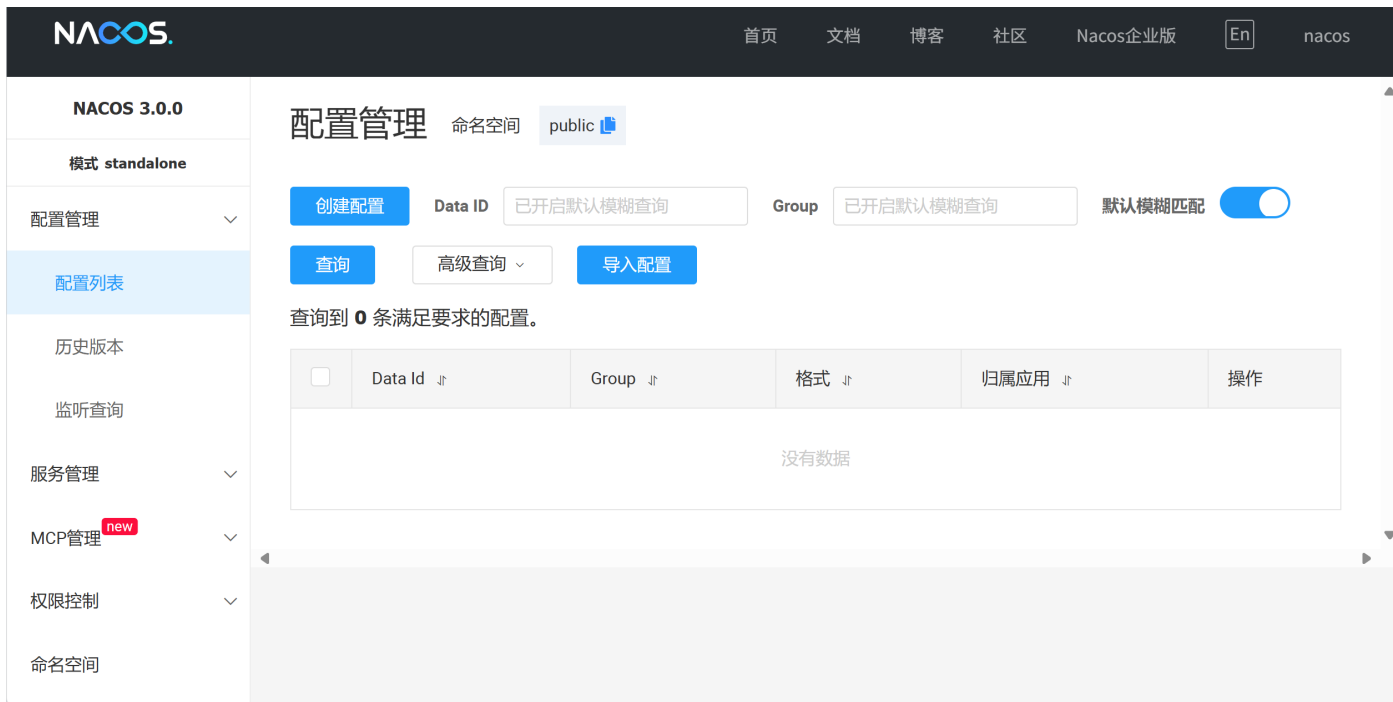 NACOS. 首页 文档 博客 社区 Nacos企业版 En nacos
NACOS 3.0.0
模式 standalone
配置管理
配置列表
历史版本
监听查询
服务管理
MCP管理 new
权限控制
命名空间
配置管理 命名空间 public
创建配置 Data ID 已开启默认模糊查询 Group 已开启默认模糊查询 默认模糊匹配
查询 高级查询 导入配置
查询到 0 条满足要求的配置。
Data Id Group 格式 归属应用 操作
没有数据